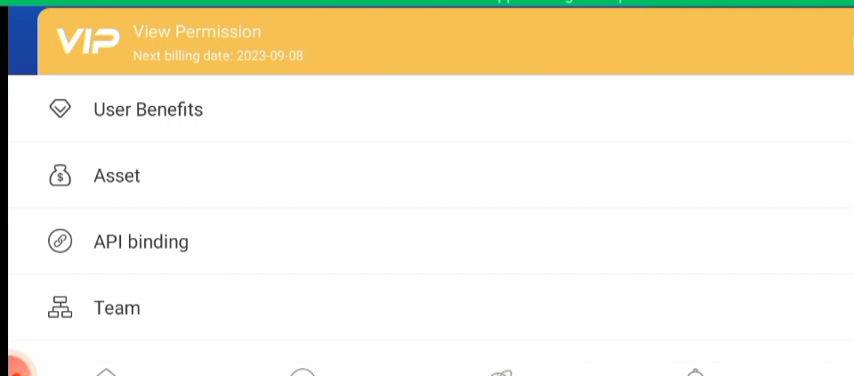 VIP
View Permission
Next billing date: 2023-09-08
User Benefits
Asset
API binding
Team